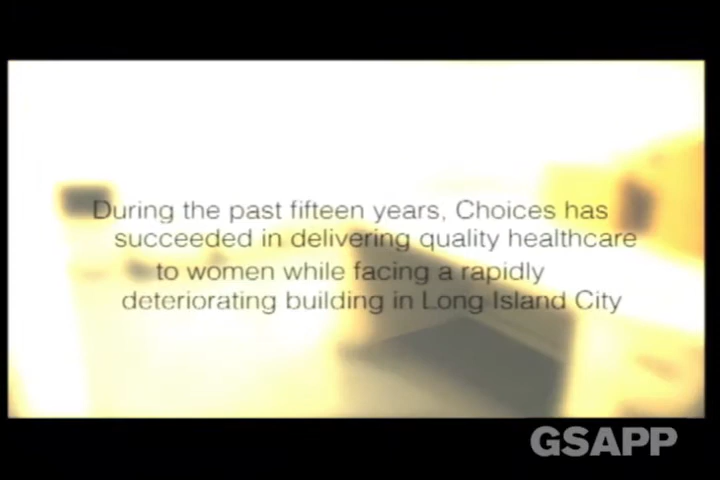 During the past fifteen years, Choices has
succeeded in delivering quality healthcare
to women while facing a rapidly
deteriorating building in Long Island City
GSAPP